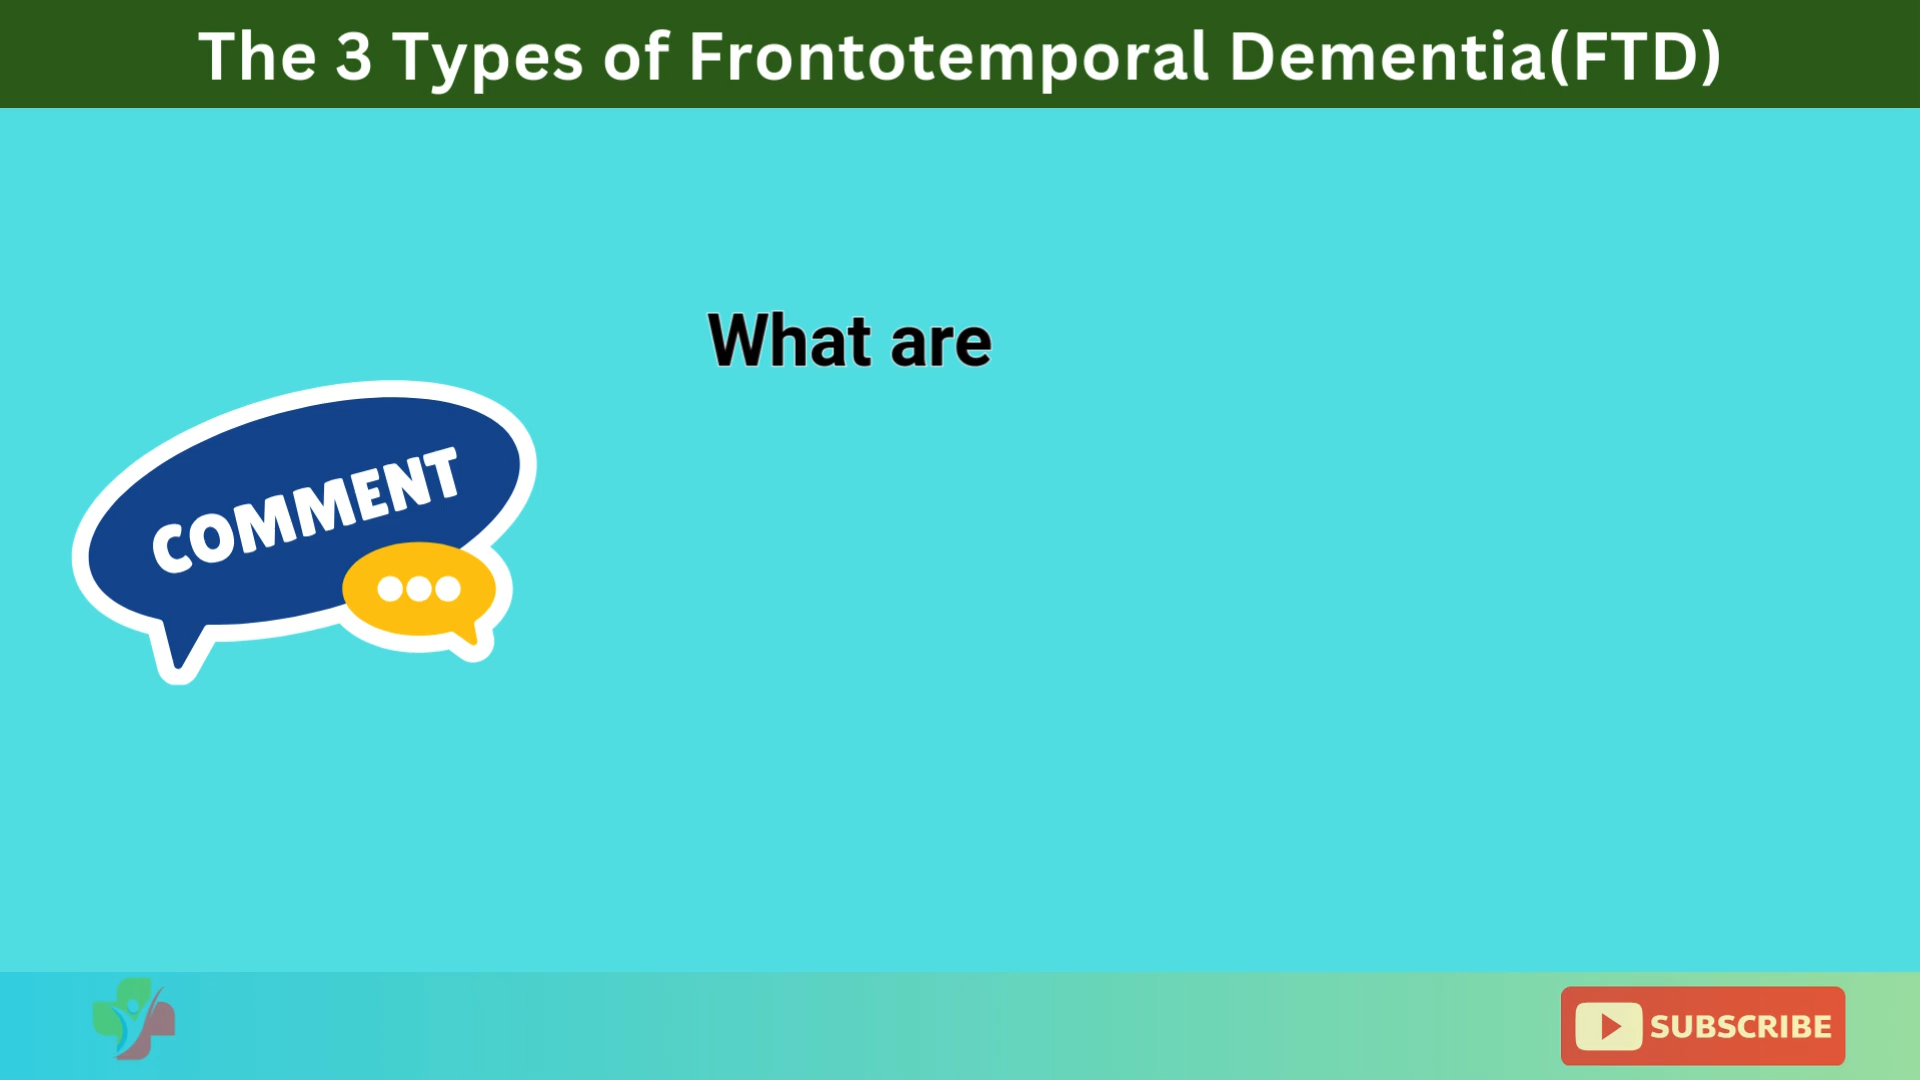 The 3 Types of Frontotemporal Dementia(FTD)
What are
COMMENT
SUBSCRIBE